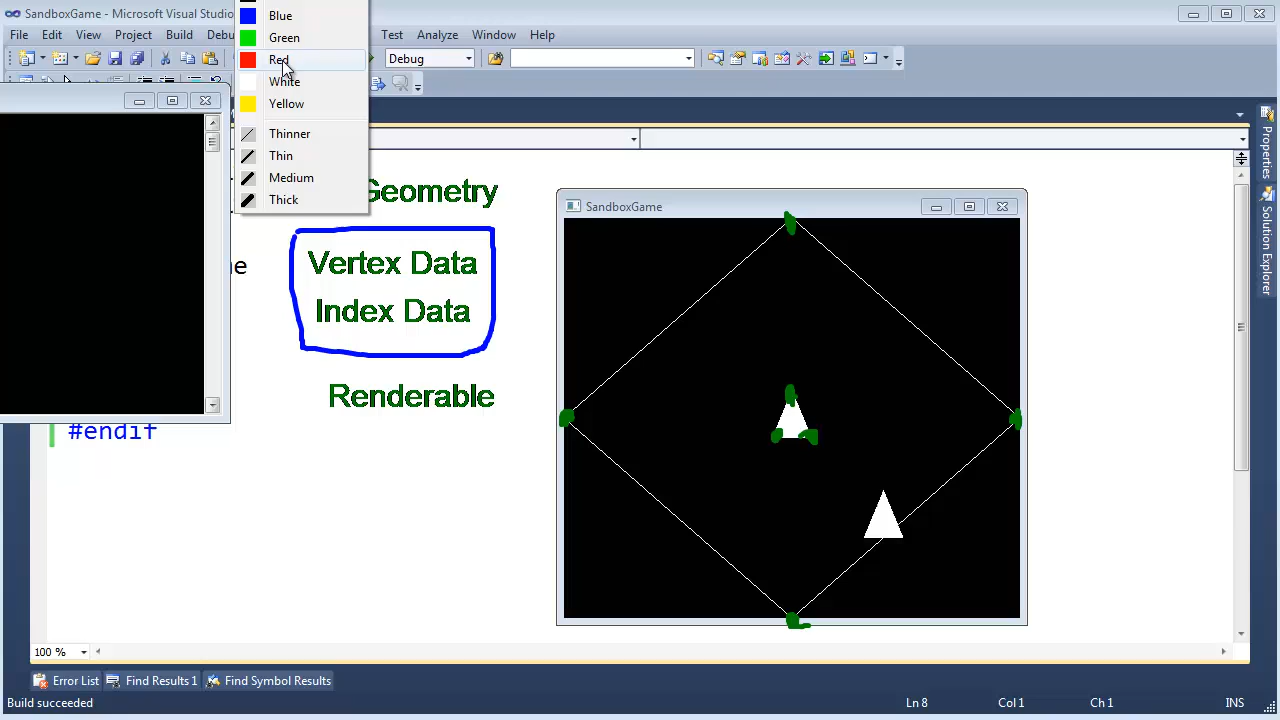 SandboxGame - Microsoft Visual Studio
Blue
File Edit View Project Build Debu Test Analyze Window Help
Green
Red
Debug
White
Yellow
Thinner
Thin
Medium
Thick
Geometry
SandboxGame
Vertex Data
Index Data
Renderable
#endif
Properties
Solution Explorer
100 %
Error List Find Results 1 Find Symbol Results
Build succeeded Ln 8 Col 1 Ch 1 INS